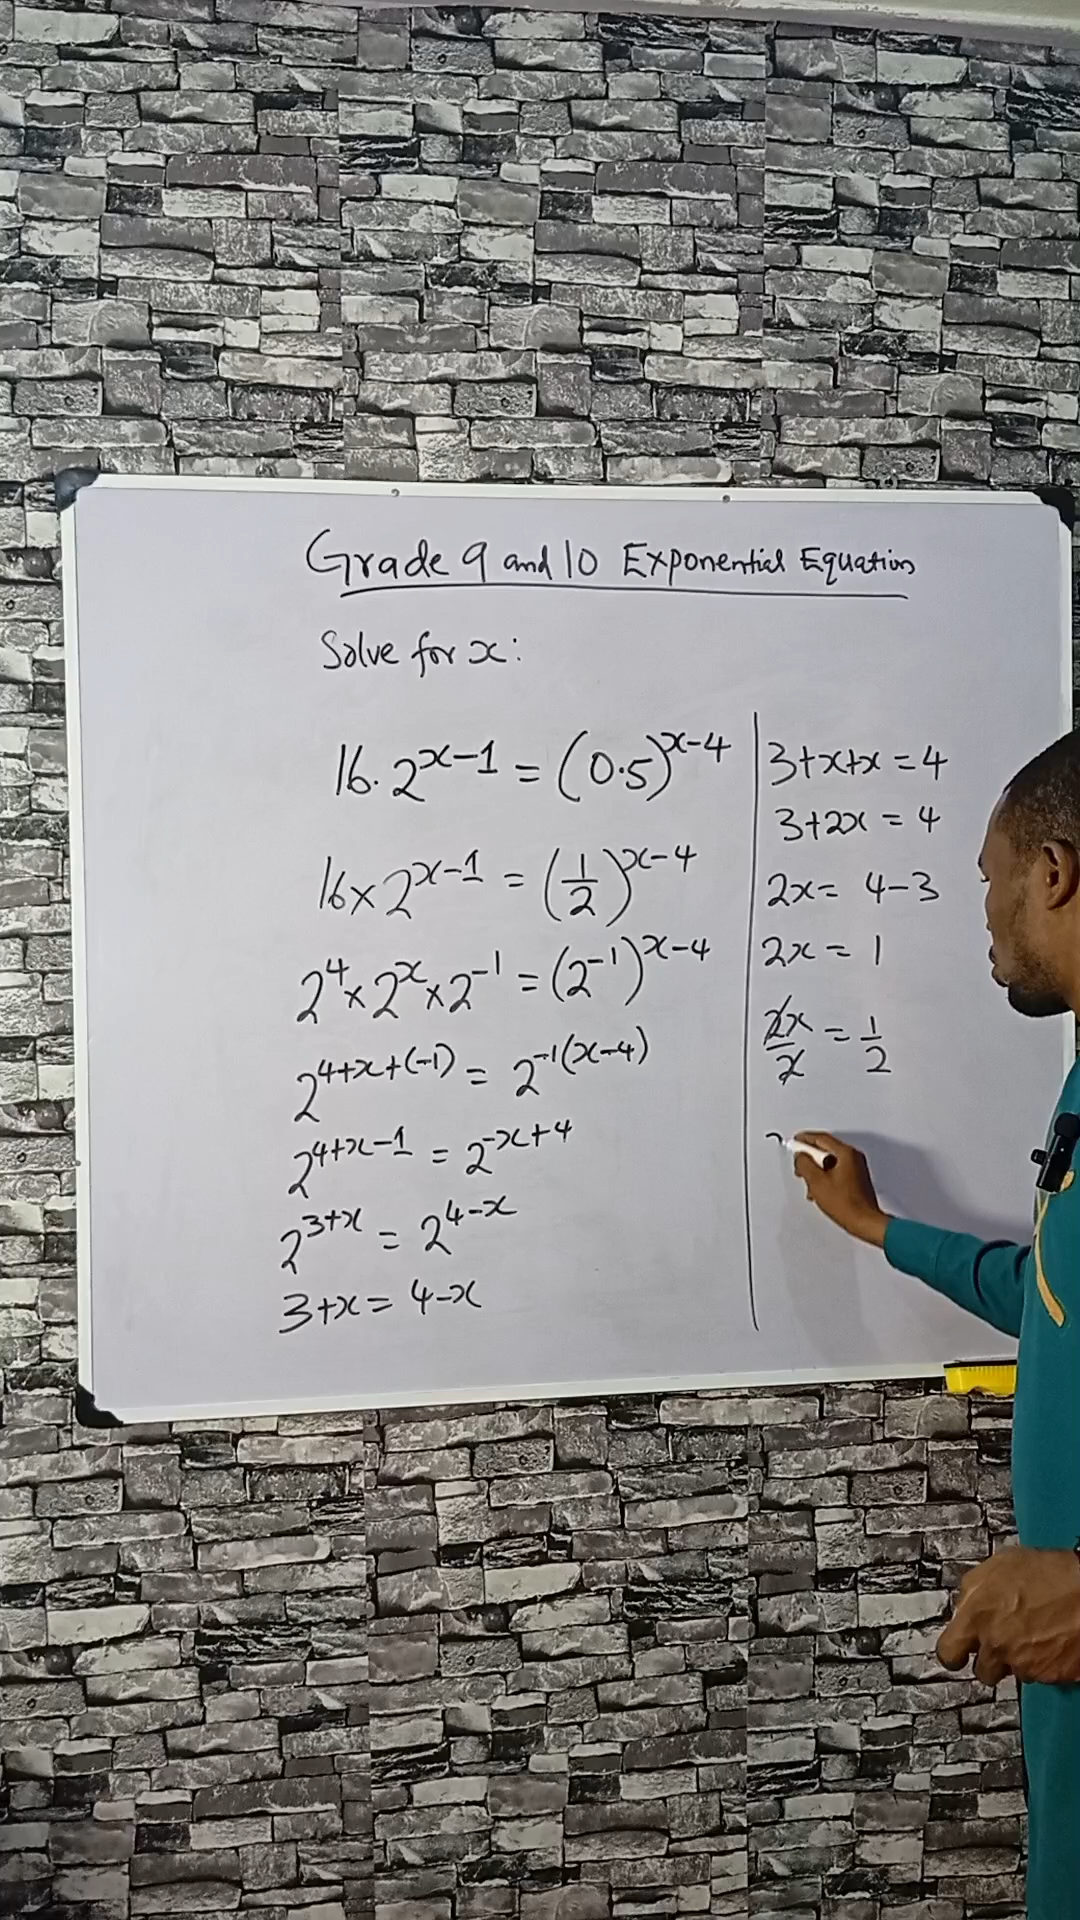 Grade 9 and 10 Exponential Equation
Solve for x:
16. 2^{x-1} = (0.5)^{x-4}
16 × 2^{x-1} = (1/2)^{x-4}
2^4 × 2^x × 2^{-1} = (2^{-1})^{x-4}
2^{4+x+(-1)} = 2^{-1(x-4)}
2^{4+x-1} = 2^{-x+4}
2^{3+x} = 2^{4-x}
3+x = 4-x
3+x+x = 4
3+2x = 4
2x = 4-3
2x = 1
2x/2 = 1/2